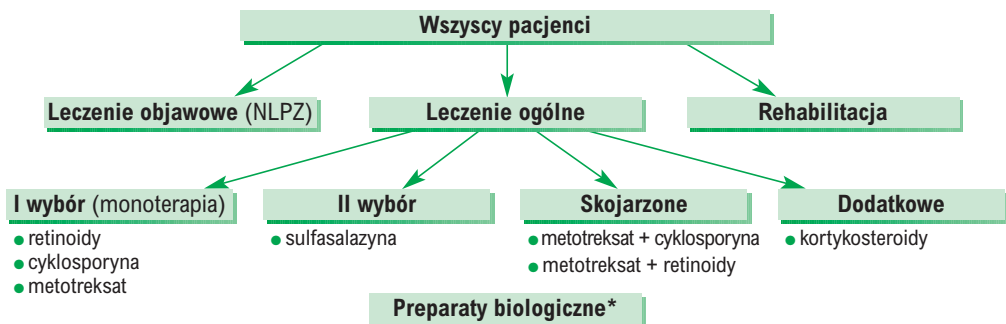 Wszyscy pacjenci
Leczenie objawowe (NLPZ)
Leczenie ogólne
Rehabilitacja
I wybór (monoterapia)
• retinoidy
• cyklosporyna
• metotreksat
II wybór
• sulfasalazyna
Skojarzone
• metotreksat + cyklosporyna
• metotreksat + retinoidy
Dodatkowe
• kortykosteroidy
Preparaty biologiczne*